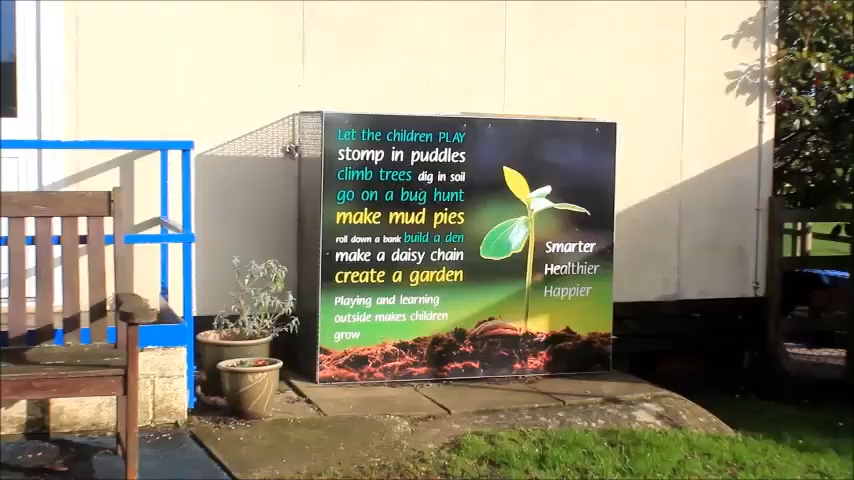 Let the children PLAY
stomp in puddles
climb trees dig in soil
go on a bug hunt
make mud pies
roll down a bank build a den
make a daisy chain
create a garden
Playing and learning
outside makes children
grow
Smarter
Healthier
Happier